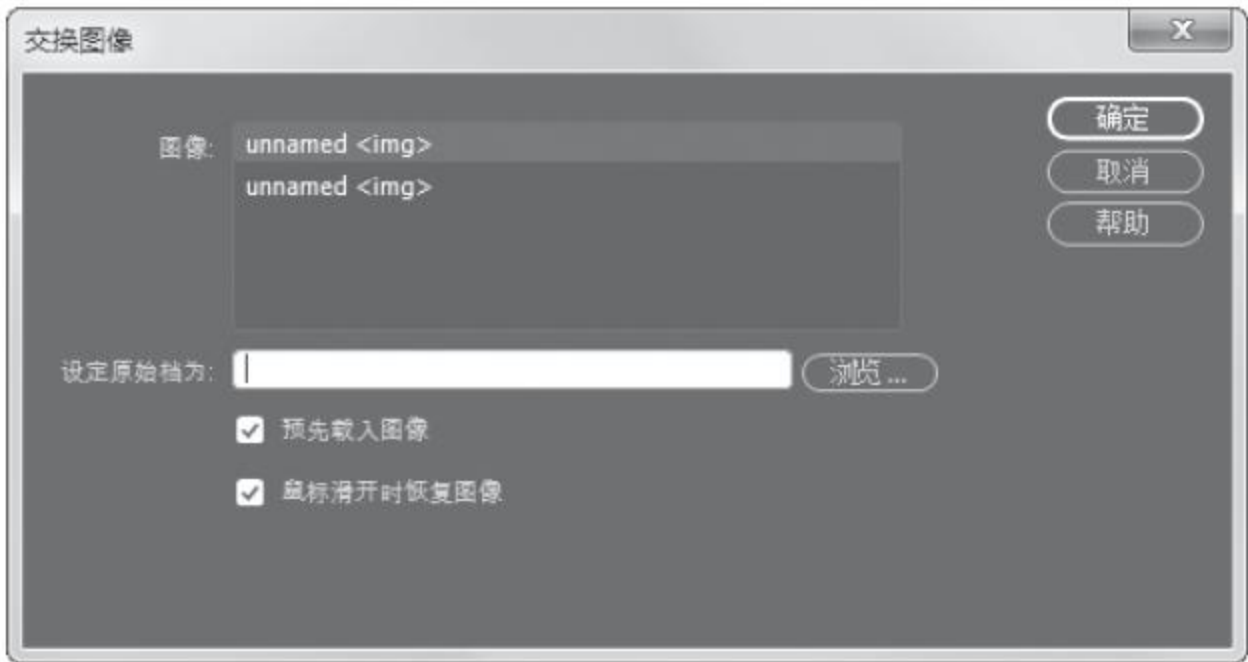 交换图像
X
图像: unnamed <img>
unnamed <img>
确定
取消
帮助
设定原始档为: 浏览...
预先载入图像
鼠标滑开时恢复图像